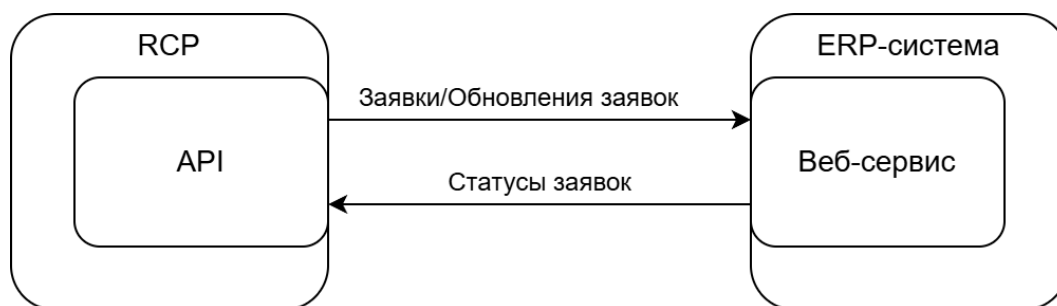 RCP
ERP-система
Заявки/Обновления заявок
API
Веб-сервис
Статусы заявок